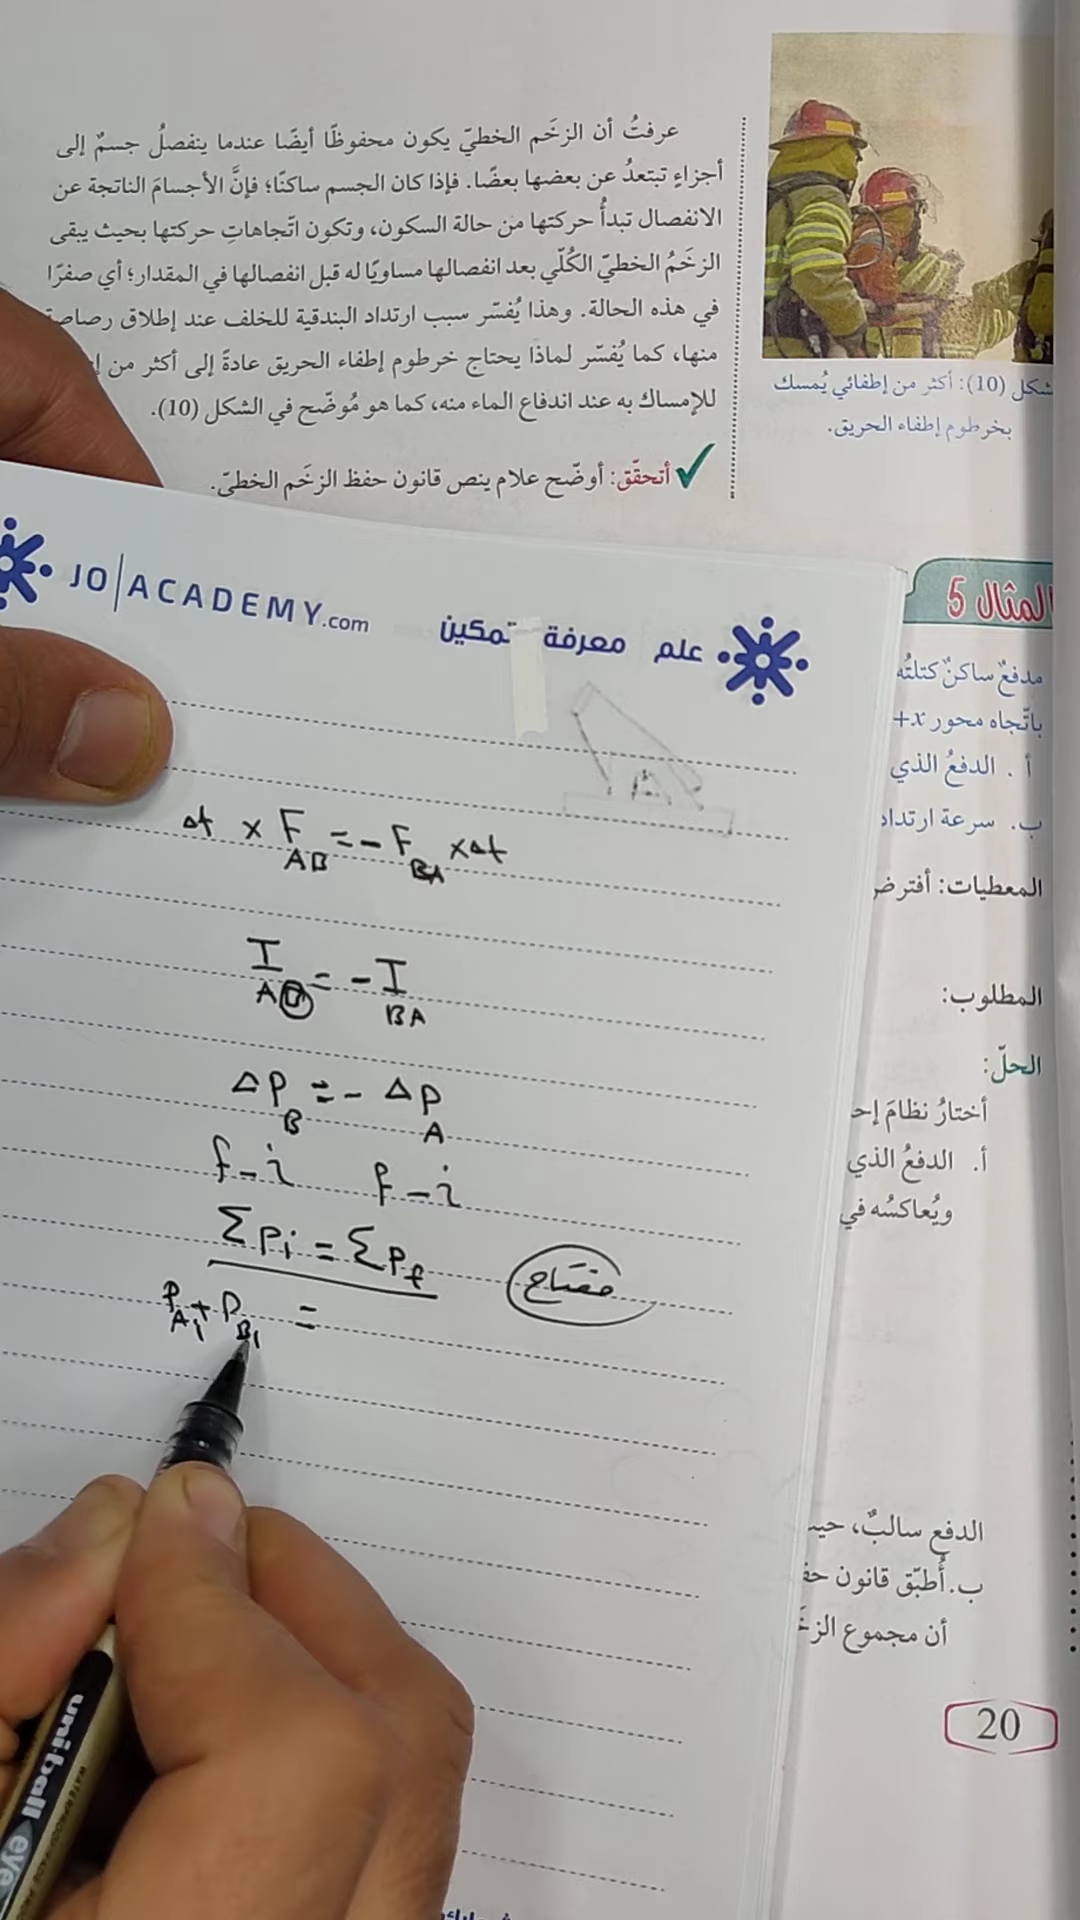 عرفتُ أن الزخَم الخطيّ يكون محفوظًا أيضًا عندما ينفصلُ جسمٌ إلى
أجزاءٍ تبتعدُ عن بعضها بعضًا. فإذا كان الجسم ساكنًا؛ فإنَّ الأجسامَ الناتجة عن
الانفصال تبدأُ حركتها من حالة السكون، وتكون اتّجاهاتِ حركتها بحيث يبقى
الزخَمُ الخطيّ الكُلّي بعد انفصالها مساويًا له قبل انفصالها في المقدار؛ أي صفرًا
في هذه الحالة. وهذا يُفسّر سبب ارتداد البندقية للخلف عند إطلاق رصاصة
منها، كما يُفسّر لماذا يحتاج خرطوم إطفاء الحريق عادةً إلى أكثر من
للإمساك به عند اندفاع الماء منه، كما هو مُوضّح في الشكل (10).
✓ أتحقّق: أوضّح علام ينص قانون حفظ الزخَم الخطيّ.
شكل (10): أكثر من إطفائي يُمسك
بخرطوم إطفاء الحريق.
JO|ACADEMY.com
علم معرفة تمكين
Δt × F_AB = - F_BA × Δt
I_AB = - I_BA
ΔP_B = - ΔP_A
f - i f - i
Σpi = Σpf
مفتاح
P_Ai + P_Bi =
المثال 5
مدفعٌ ساكنٌ كتلتُه
باتّجاه محور x+
أ . الدفعُ الذي
ب. سرعة ارتداد
المعطيات: أفترض
المطلوب:
الحلّ:
أختارُ نظامَ إحد
أ. الدفعُ الذي
ويُعاكسُه في
الدفع سالبٌ، حيث
ب. أُطبّق قانون حفـ
أن مجموع الزخـ
20
uni-ball eye